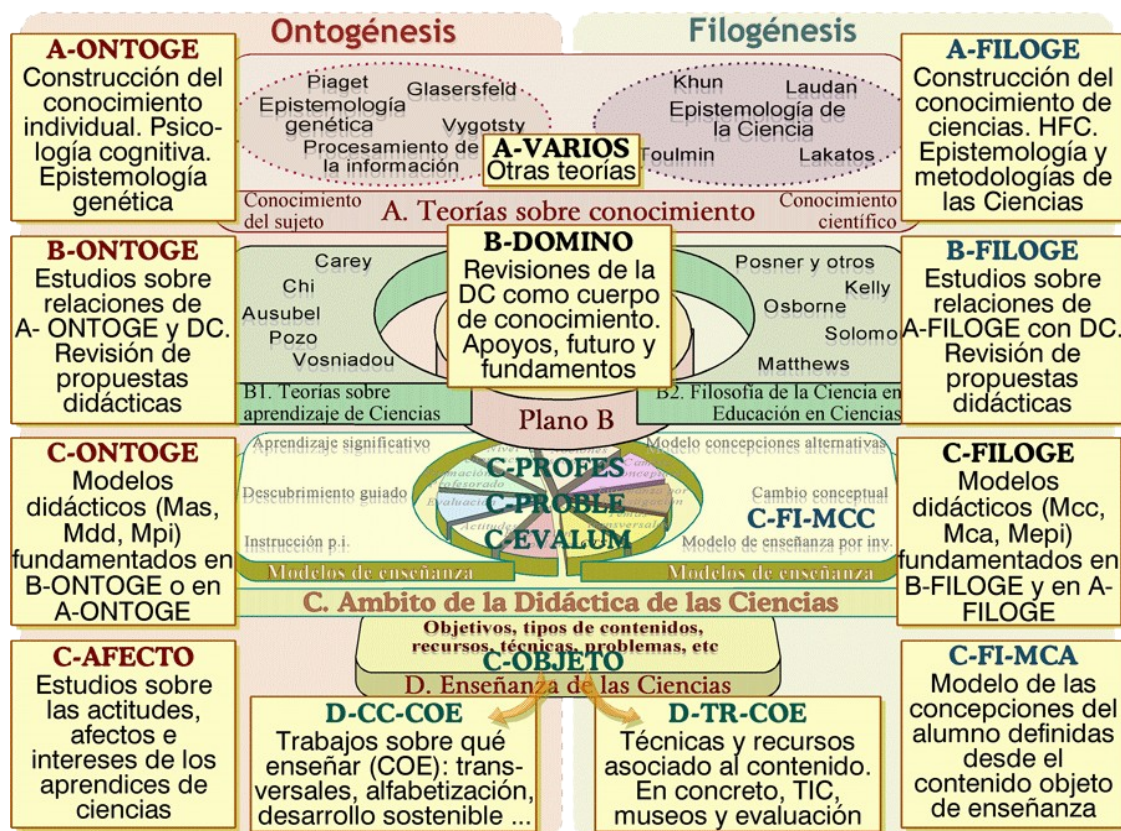 Ontogénesis
Filogénesis
A-ONTOGE
Construcción del
conocimiento
individual. Psico-
logía cognitiva.
Epistemología
genética
Piaget
Glasersfeld
Epistemología
genética
Vygotsty
Procesamiento de
la información
A-VARIOS
Otras teorías
Khun
Laudan
Epistemología de
la Ciencia
Toulmin
Lakatos
A-FILOGE
Construcción del
conocimiento de
ciencias. HFC.
Epistemología y
metodologías de
las Ciencias
Conocimiento
del sujeto
A. Teorías sobre conocimiento
Conocimiento
científico
B-ONTOGE
Estudios sobre
relaciones de
A- ONTOGE y DC.
Revisión de
propuestas
didácticas
Carey
Chi
Ausubel
Pozo
Vosniadou
B1. Teorías sobre
aprendizaje de Ciencias
B-DOMINO
Revisiones de la
DC como cuerpo
de conocimiento.
Apoyos, futuro y
fundamentos
Plano B
Posner y otros
Kelly
Osborne
Solomo
Matthews
B2. Filosofía de la Ciencia en
Educación en Ciencias
B-FILOGE
Estudios sobre
relaciones de
A-FILOGE con DC.
Revisión de
propuestas
didácticas
C-ONTOGE
Modelos
didácticos (Mas,
Mdd, Mpi)
fundamentados en
B-ONTOGE o en
A-ONTOGE
Aprendizaje significativo
Descubrimiento guiado
Instrucción p.i.
Modelos de enseñanza
C-PROFES
C-PROBLE
C-EVALUM
Evaluación
Actitudes
Modelo concepciones alternativas
Cambio conceptual
C-FI-MCC
Modelo de enseñanza por inv.
Modelos de enseñanza
C-FILOGE
Modelos
didácticos (Mcc,
Mca, Mepi)
fundamentados en
B-FILOGE y en A-
FILOGE
C. Ambito de la Didáctica de las Ciencias
Objetivos, tipos de contenidos,
recursos, técnicas, problemas, etc
C-OBJETO
D. Enseñanza de las Ciencias
C-AFECTO
Estudios sobre
las actitudes,
afectos e
intereses de los
aprendices de
ciencias
D-CC-COE
Trabajos sobre qué
enseñar (COE): trans-
versales, alfabetización,
desarrollo sostenible ...
D-TR-COE
Técnicas y recursos
asociado al contenido.
En concreto, TIC,
museos y evaluación
C-FI-MCA
Modelo de las
concepciones del
alumno definidas
desde el
contenido objeto
de enseñanza